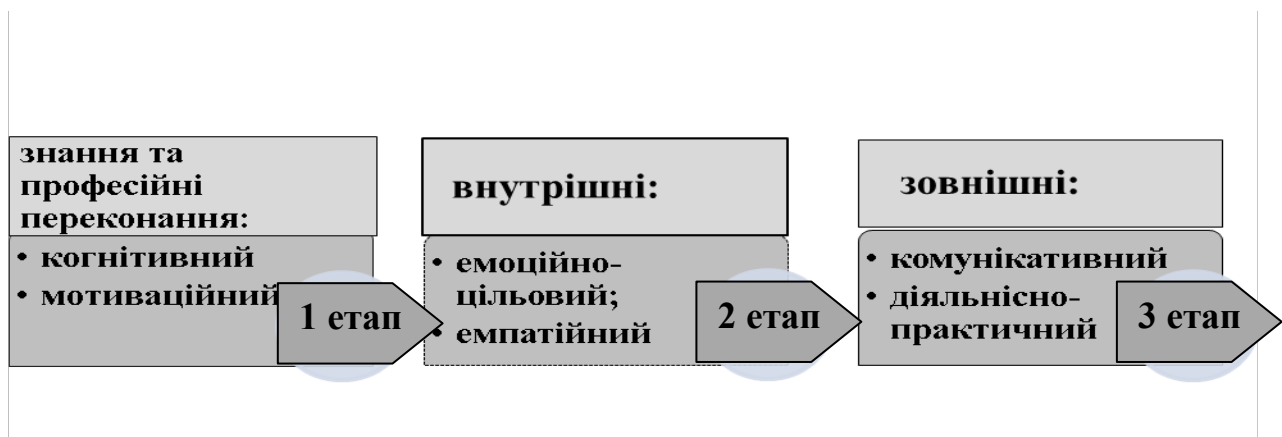 знання та
професійні
переконання:
• когнітивний
• мотиваційний
1 етап
внутрішні:
• емоційно-
цільовий;
• емпатійний
2 етап
зовнішні:
• комунікативний
• діяльнісно-
практичний
3 етап